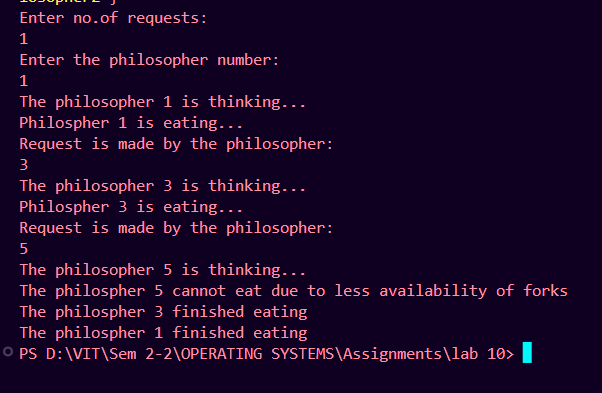 Enter no.of requests:
1
Enter the philosopher number:
1
The philosopher 1 is thinking...
Philospher 1 is eating...
Request is made by the philosopher:
3
The philosopher 3 is thinking...
Philospher 3 is eating...
Request is made by the philosopher:
5
The philosopher 5 is thinking...
The philospher 5 cannot eat due to less availability of forks
The philospher 3 finished eating
The philospher 1 finished eating
PS D:\VIT\Sem 2-2\OPERATING SYSTEMS\Assignments\lab 10>